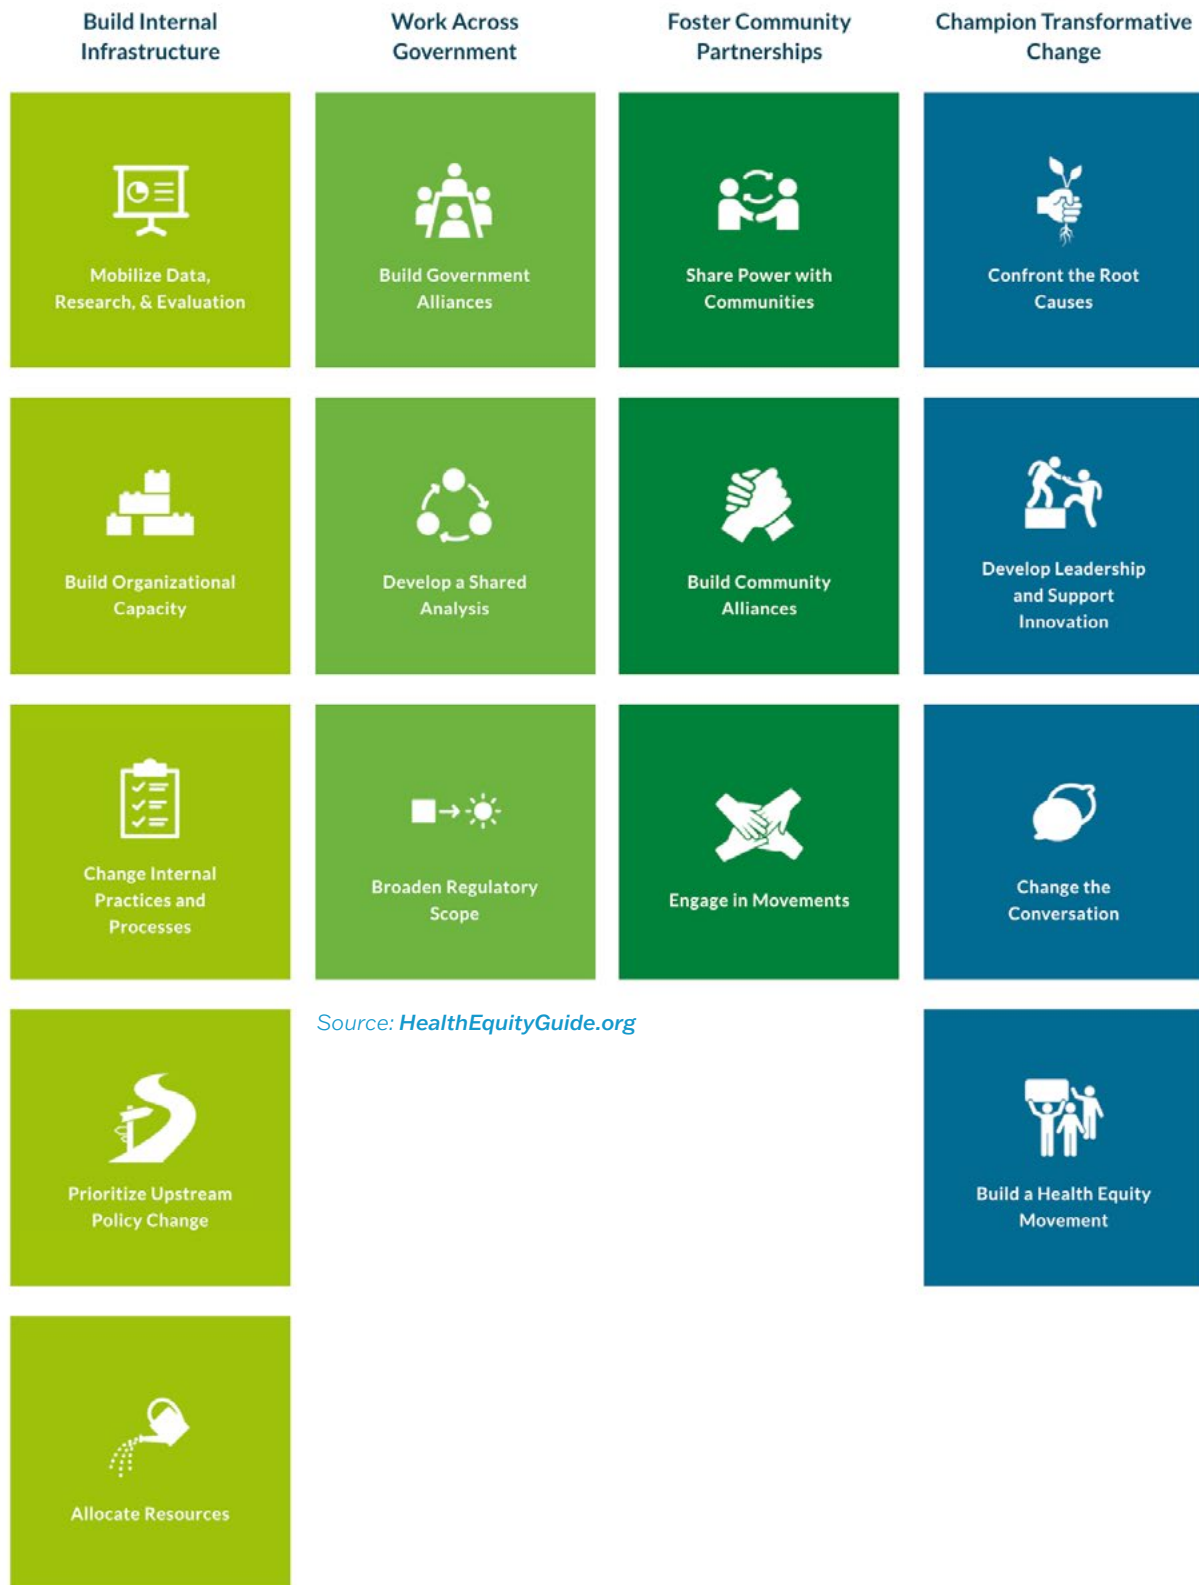 Build Internal
Infrastructure
Work Across
Government
Foster Community
Partnerships
Champion Transformative
Change
Mobilize Data,
Research, & Evaluation
Build Government
Alliances
Share Power with
Communities
Confront the Root
Causes
Build Organizational
Capacity
Develop a Shared
Analysis
Build Community
Alliances
Develop Leadership
and Support
Innovation
Change Internal
Practices and
Processes
Broaden Regulatory
Scope
Engage in Movements
Change the
Conversation
Source: HealthEquityGuide.org
Prioritize Upstream
Policy Change
Build a Health Equity
Movement
Allocate Resources